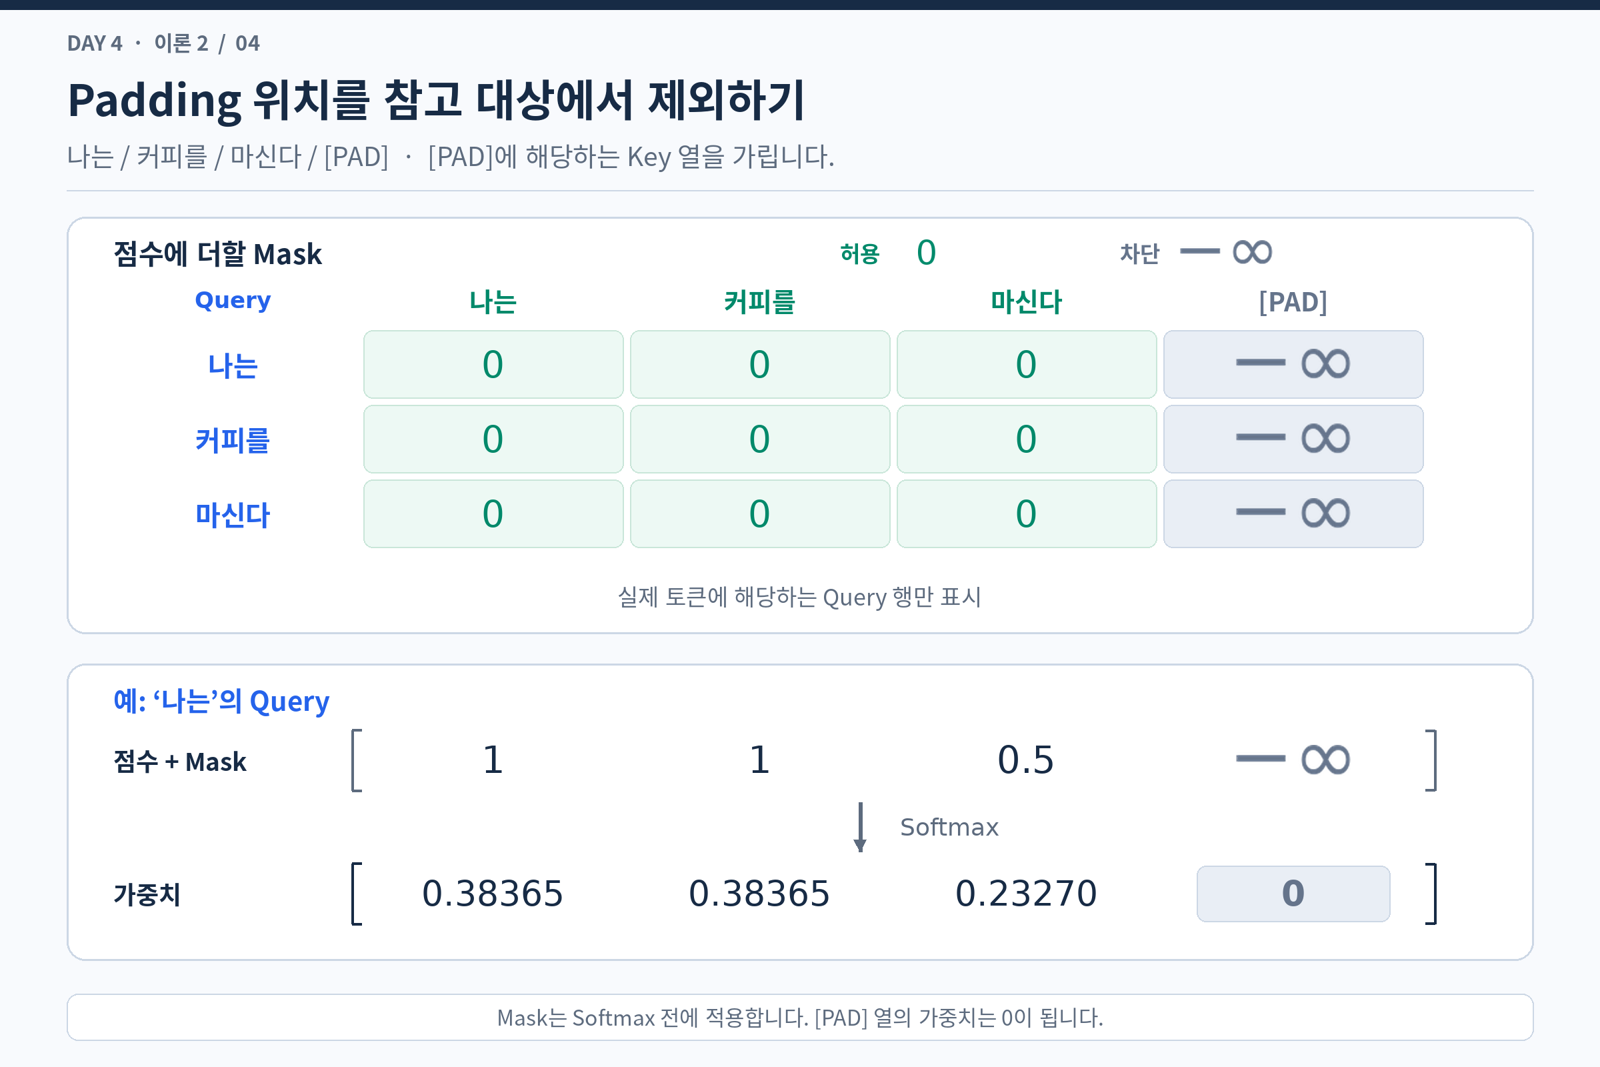 DAY 4 · 이론 2 / 04
Padding 위치를 참고 대상에서 제외하기
나는 / 커피를 / 마신다 / [PAD] · [PAD]에 해당하는 Key 열을 가립니다.
점수에 더할 Mask 허용 0 차단 — ∞
Query 나는 커피를 마신다 [PAD]
나는 0 0 0 — ∞
커피를 0 0 0 — ∞
마신다 0 0 0 — ∞
실제 토큰에 해당하는 Query 행만 표시
예: ‘나는’의 Query
점수 + Mask [ 1 1 0.5 — ∞ ]
Softmax
가중치 [ 0.38365 0.38365 0.23270 0 ]
Mask는 Softmax 전에 적용합니다. [PAD] 열의 가중치는 0이 됩니다.